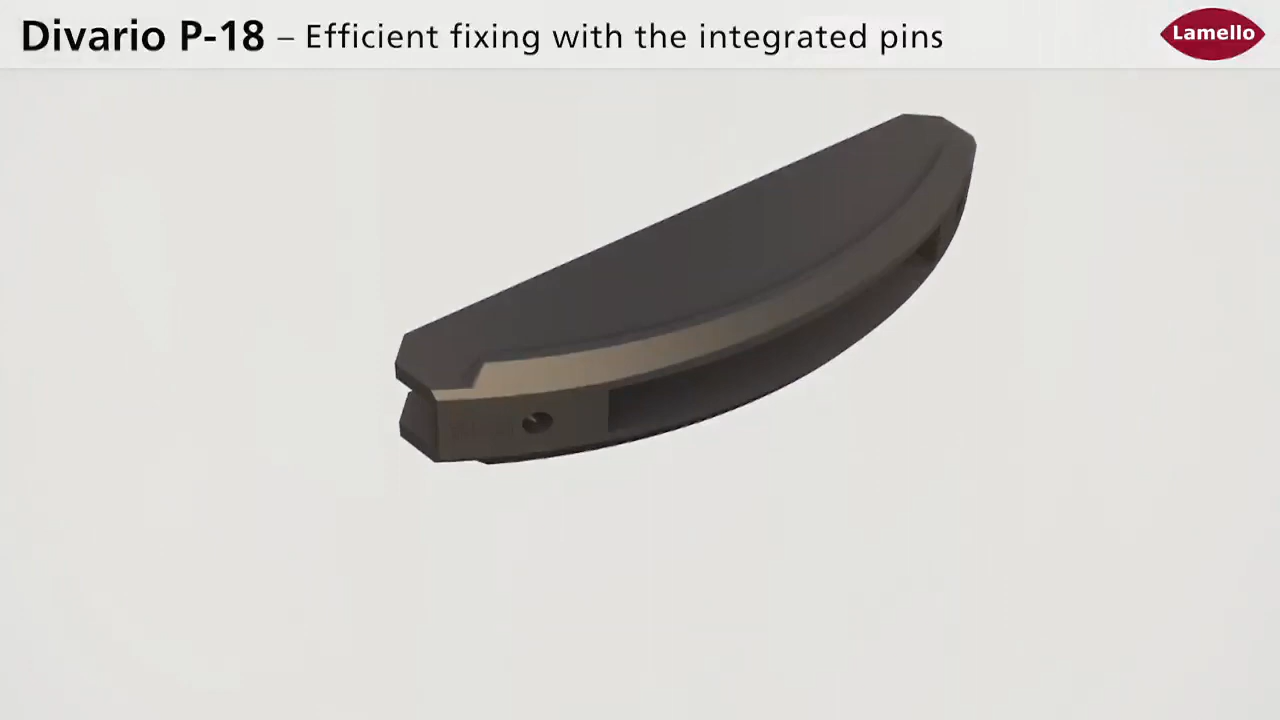 Divario P-18 – Efficient fixing with the integrated pins
Lamello